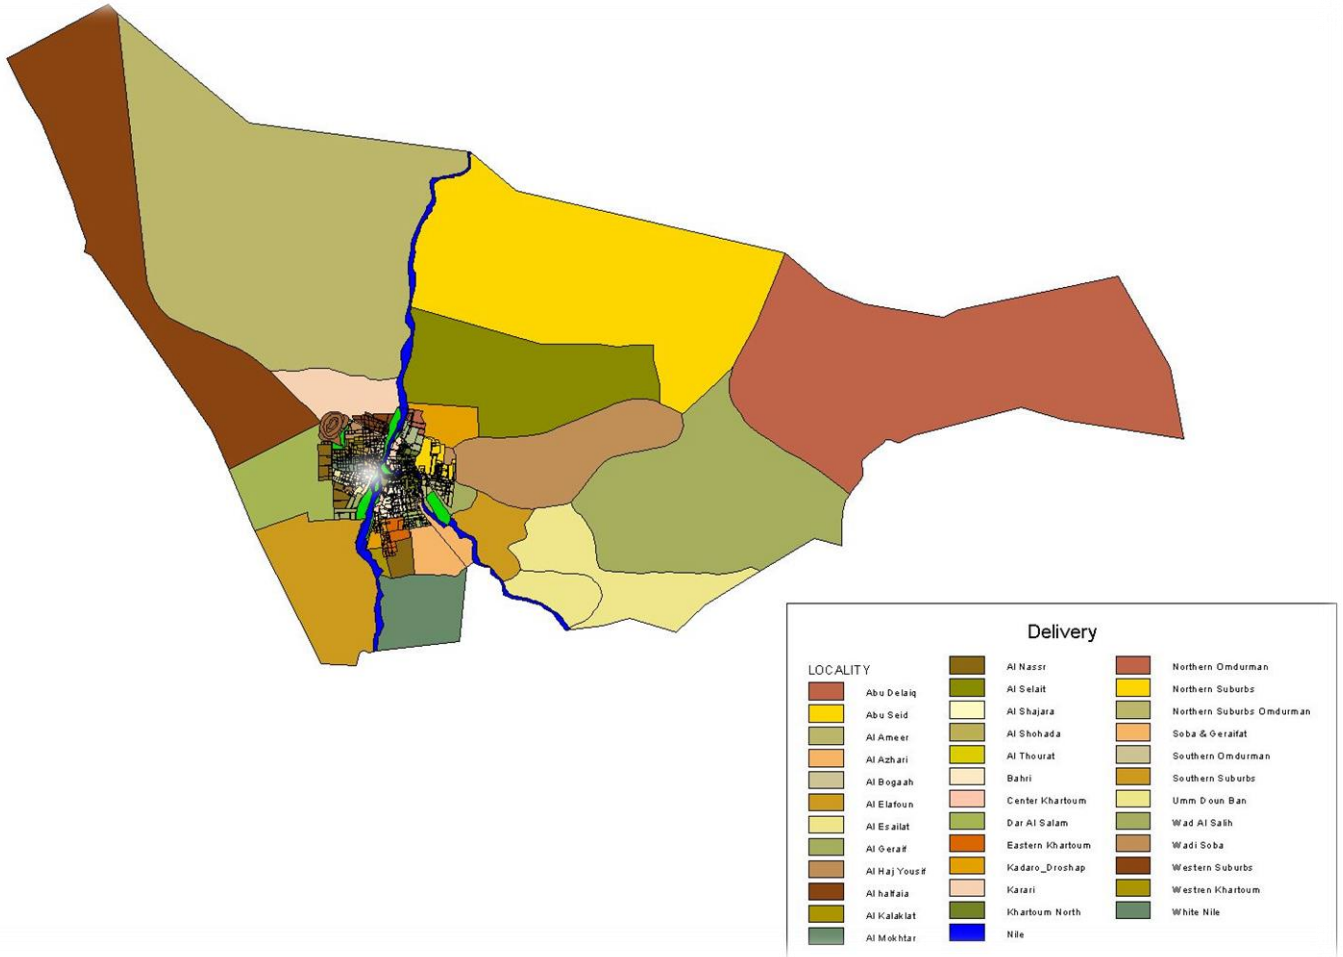 Delivery
LOCALITY
Abu Delaiq
Abu Seid
Al Ameer
Al Azhari
Al Bogaah
Al Elafoun
Al Esailat
Al Geraif
Al Haj Yousif
Al halfaia
Al Kalaklat
Al Mokhtar
Al Nassr
Al Selait
Al Shajara
Al Shohada
Al Thourat
Bahri
Center Khartoum
Dar Al Salam
Eastern Khartoum
Kadaro_Droshap
Karari
Khartoum North
Nile
Northern Omdurman
Northern Suburbs
Northern Suburbs Omdurman
Soba & Geraifat
Southern Omdurman
Southern Suburbs
Umm Doun Ban
Wad Al Salih
Wadi Soba
Western Suburbs
Westren Khartoum
White Nile